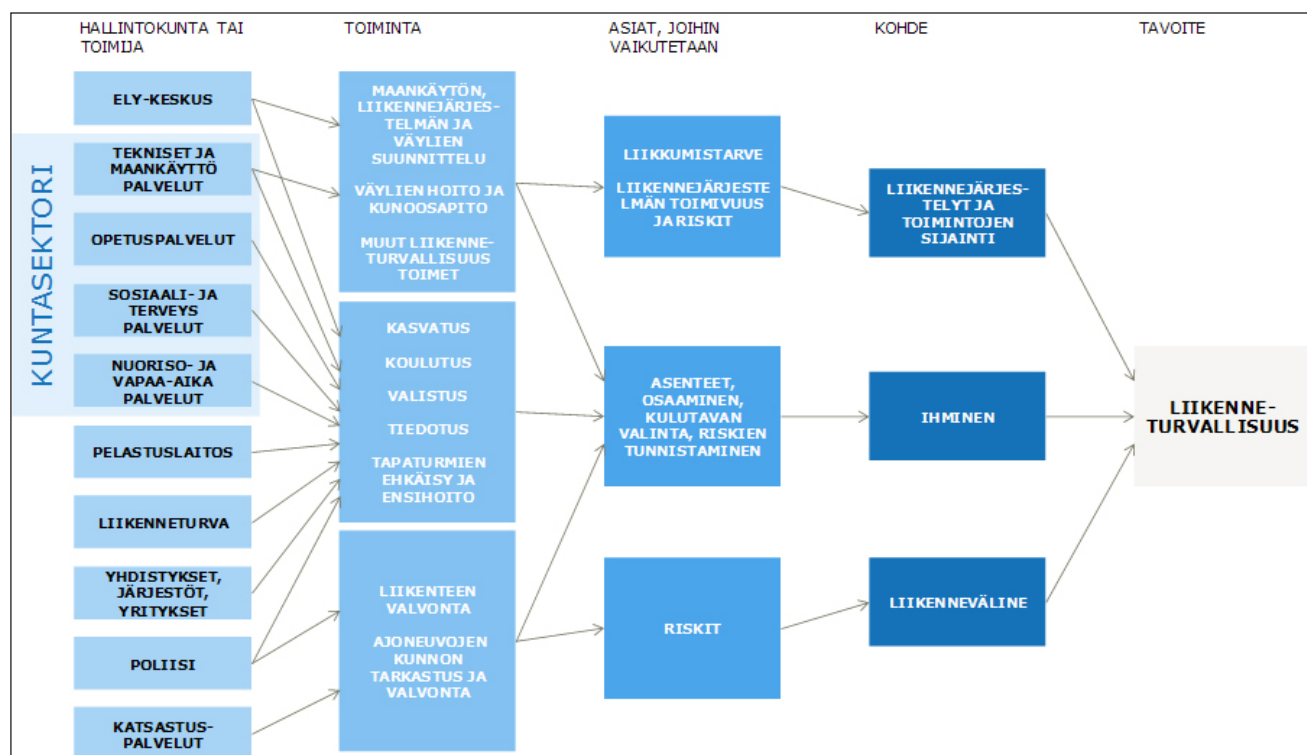 HALLINTOKUNTA TAI
TOIMIJA
TOIMINTA
ASIAT, JOIHIN
VAIKUTETAAN
KOHDE
TAVOITE
KUNTASEKTORI
ELY-KESKUS
TEKNISET JA
MAANKÄYTTÖ
PALVELUT
OPETUSPALVELUT
SOSIAALI- JA
TERVEYS
PALVELUT
NUORISO- JA
VAPAA-AIKA
PALVELUT
PELASTUSLAITOS
LIIKENNETURVA
YHDISTYKSET,
JÄRJESTÖT,
YRITYKSET
POLIISI
KATSASTUS-
PALVELUT
MAANKÄYTÖN,
LIIKENNEJÄRJES-
TELMÄN JA
VÄYLIEN
SUUNNITTELU
VÄYLIEN HOITO JA
KUNOOSAPITO
MUUT LIIKENNE-
TURVALLISUUS
TOIMET
KASVATUS
KOULUTUS
VALISTUS
TIEDOTUS
TAPATURMIEN
EHKÄISY JA
ENSIHOITO
LIIKENTEEN
VALVONTA
AJONEUVOJEN
KUNNON
TARKASTUS JA
VALVONTA
LIIKKUMISTARVE
LIIKENNEJÄRJESTE
LMÄN TOIMIVUUS
JA RISKIT
ASENTEET,
OSAAMINEN,
KULUTAVAN
VALINTA, RISKIEN
TUNNISTAMINEN
RISKIT
LIIKENNEJÄRJES-
TELYT JA
TOIMINTOJEN
SIJAINTI
IHMINEN
LIIKENNEVÄLINE
LIIKENNE-
TURVALLISUUS